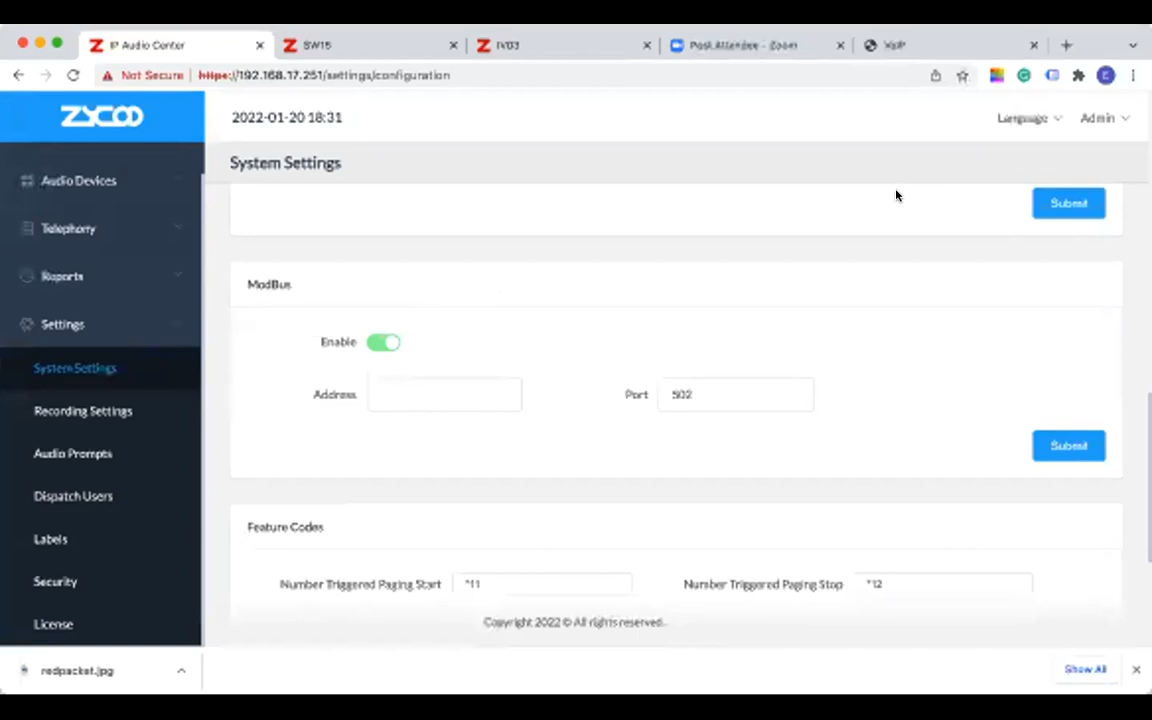 IP Audio Center
SW15
IV03
Post Attendee - Zoom
VoIP
Not Secure | https://192.168.17.251/settings/configuration
ZYCOO
2022-01-20 18:31
Language
Admin
System Settings
Audio Devices
Telephony
Reports
Settings
System Settings
Recording Settings
Audio Prompts
Dispatch Users
Labels
Security
License
Submit
ModBus
Enable
Address
Port 502
Submit
Feature Codes
Number Triggered Paging Start *11
Number Triggered Paging Stop *12
Copyright 2022 © All rights reserved.
redpacket.jpg
Show All